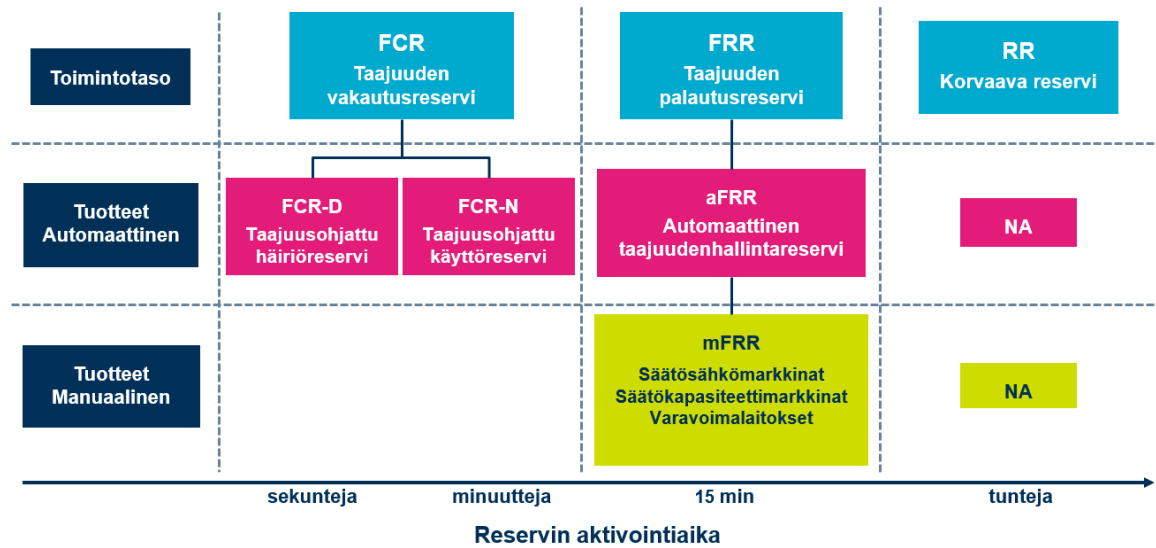 Toimintotaso
FCR
Taajuuden
vakautusreservi
FRR
Taajuuden
palautusreservi
RR
Korvaava reservi
Tuotteet
Automaattinen
FCR-D
Taajuusohjattu
häiriöreservi
FCR-N
Taajuusohjattu
käyttöreservi
aFRR
Automaattinen
taajuudenhallintareservi
NA
Tuotteet
Manuaalinen
mFRR
Säätösähkömarkkinat
Säätökapasiteettimarkkinat
Varavoimalaitokset
NA
sekunteja
minuutteja
15 min
tunteja
Reservin aktivointiaika